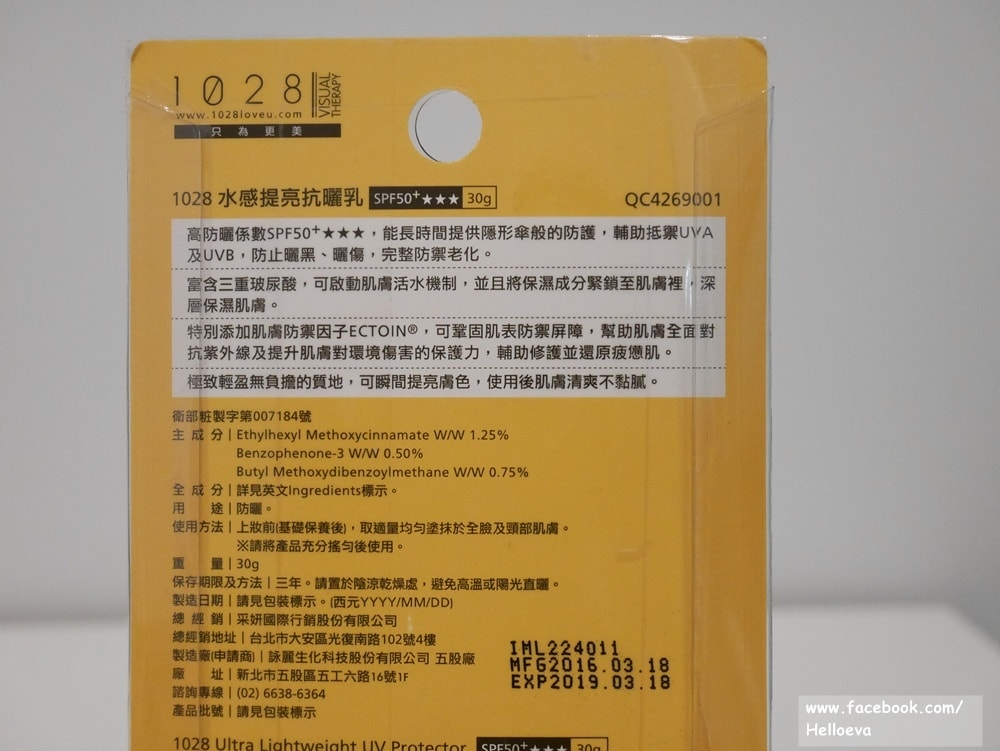 1028 VISUAL THERAPY
www.1028loveu.com
只為更美
1028 水感提亮抗曬乳 SPF50+★★★ 30g QC4269001
高防曬係數SPF50+★★★，能長時間提供隱形傘般的防護，輔助抵禦UVA
及UVB，防止曬黑、曬傷，完整防禦老化。
富含三重玻尿酸，可啟動肌膚活水機制，並且將保濕成分緊鎖至肌膚裡，深
層保濕肌膚。
特別添加肌膚防禦因子ECTOIN®，可鞏固肌表防禦屏障，幫助肌膚全面對
抗紫外線及提升肌膚對環境傷害的保護力，輔助修護並還原疲憊肌。
極致輕盈無負擔的質地，可瞬間提亮膚色，使用後肌膚清爽不黏膩。
衛部粧製字第007184號
主成分｜Ethylhexyl Methoxycinnamate W/W 1.25%
Benzophenone-3 W/W 0.50%
Butyl Methoxydibenzoylmethane W/W 0.75%
全成分｜詳見英文Ingredients標示。
用途｜防曬。
使用方法｜上妝前(基礎保養後)，取適量均勻塗抹於全臉及頸部肌膚。
※請將產品充分搖勻後使用。
重量｜30g
保存期限及方法｜三年。請置於陰涼乾燥處，避免高溫或陽光直曬。
製造日期｜請見包裝標示。(西元YYYY/MM/DD)
總經銷｜采妍國際行銷股份有限公司
總經銷地址｜台北市大安區光復南路102號4樓
製造廠(申請商)｜詠麗生化科技股份有限公司 五股廠
廠址｜新北市五股區五工六路16號1F
諮詢專線｜(02) 6638-6364
產品批號｜請見包裝標示
IML224011
MFG2016.03.18
EXP2019.03.18
1028 Ultra Lightweight UV Protector SPF50+★★★ 30g
www.facebook.com/
Helloeva